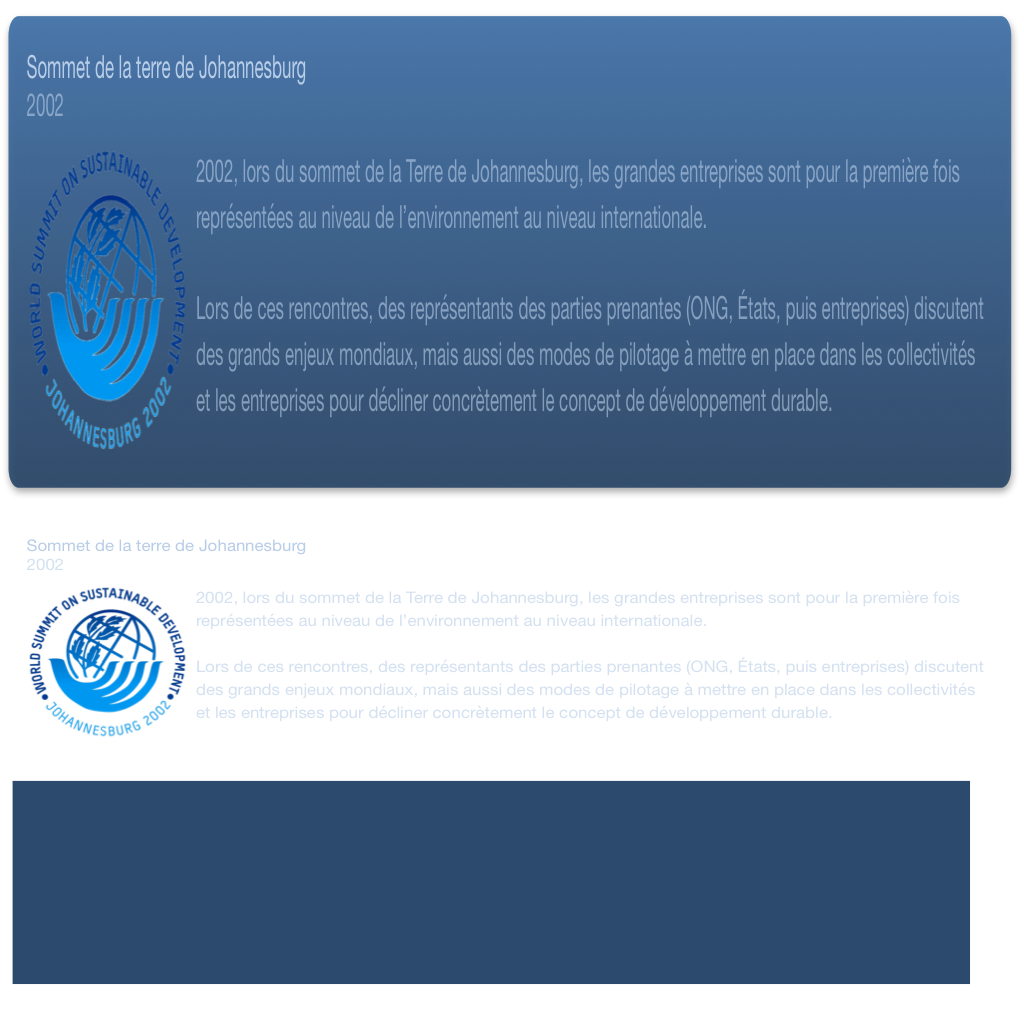 Sommet de la terre de Johannesburg
2002
WORLD SUMMIT ON SUSTAINABLE DEVELOPMENT
JOHANNESBURG 2002
2002, lors du sommet de la Terre de Johannesburg, les grandes entreprises sont pour la première fois
représentées au niveau de l'environnement au niveau internationale.
Lors de ces rencontres, des représentants des parties prenantes (ONG, États, puis entreprises) discutent
des grands enjeux mondiaux, mais aussi des modes de pilotage à mettre en place dans les collectivités
et les entreprises pour décliner concrètement le concept de développement durable.
Sommet de la terre de Johannesburg
2002
WORLD SUMMIT ON SUSTAINABLE DEVELOPMENT
JOHANNESBURG 2002
2002, lors du sommet de la Terre de Johannesburg, les grandes entreprises sont pour la première fois
représentées au niveau de l'environnement au niveau internationale.
Lors de ces rencontres, des représentants des parties prenantes (ONG, États, puis entreprises) discutent
des grands enjeux mondiaux, mais aussi des modes de pilotage à mettre en place dans les collectivités
et les entreprises pour décliner concrètement le concept de développement durable.